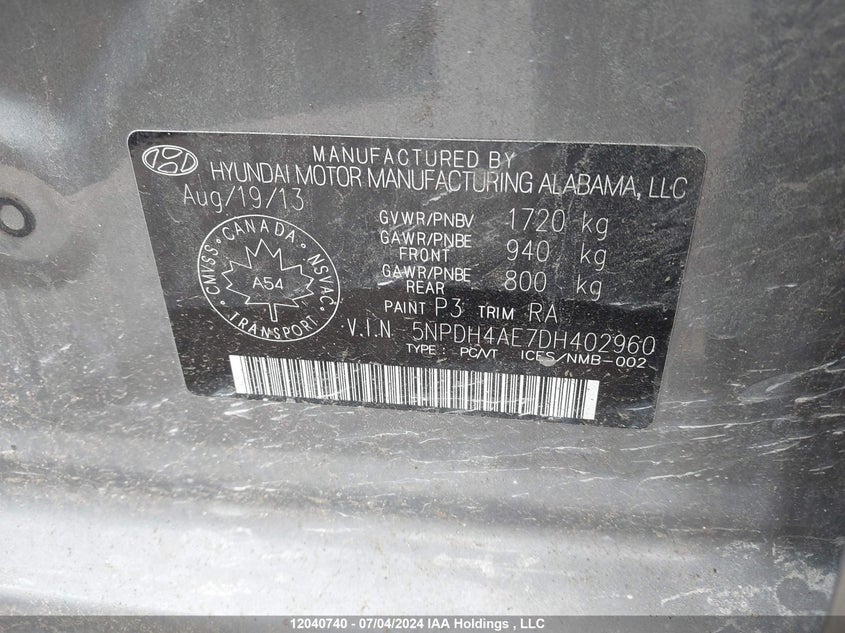 MANUFACTURED BY
HYUNDAI MOTOR MANUFACTURING ALABAMA, LLC
Aug/19/13
GVWR/PNBV 1720 kg
GAWR/PNBE FRONT 940 kg
GAWR/PNBE REAR 800 kg
PAINT P3 TRIM RA
V.I.N 5NPDH4AE7DH402960
TYPE : PC/VT ICES/NMB-002
CANADA
CMVSS NSVAC
A54
TRANSPORT
12040740 - 07/04/2024 IAA Holdings , LLC